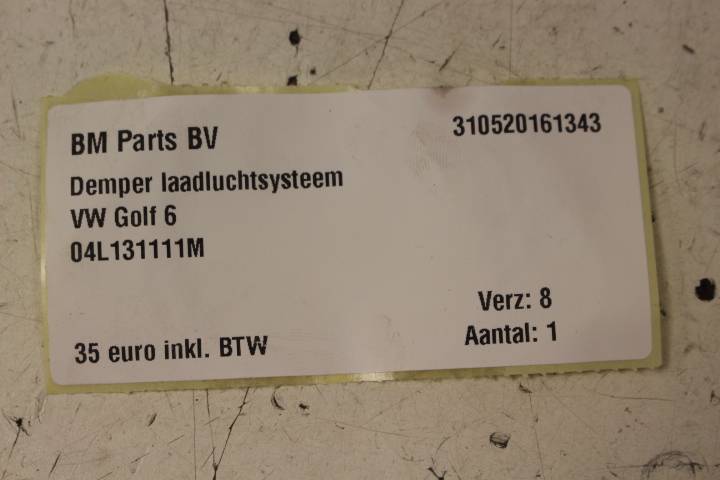 BM Parts BV
310520161343
Demper laadluchtsysteem
VW Golf 6
04L131111M
Verz: 8
35 euro inkl. BTW
Aantal: 1